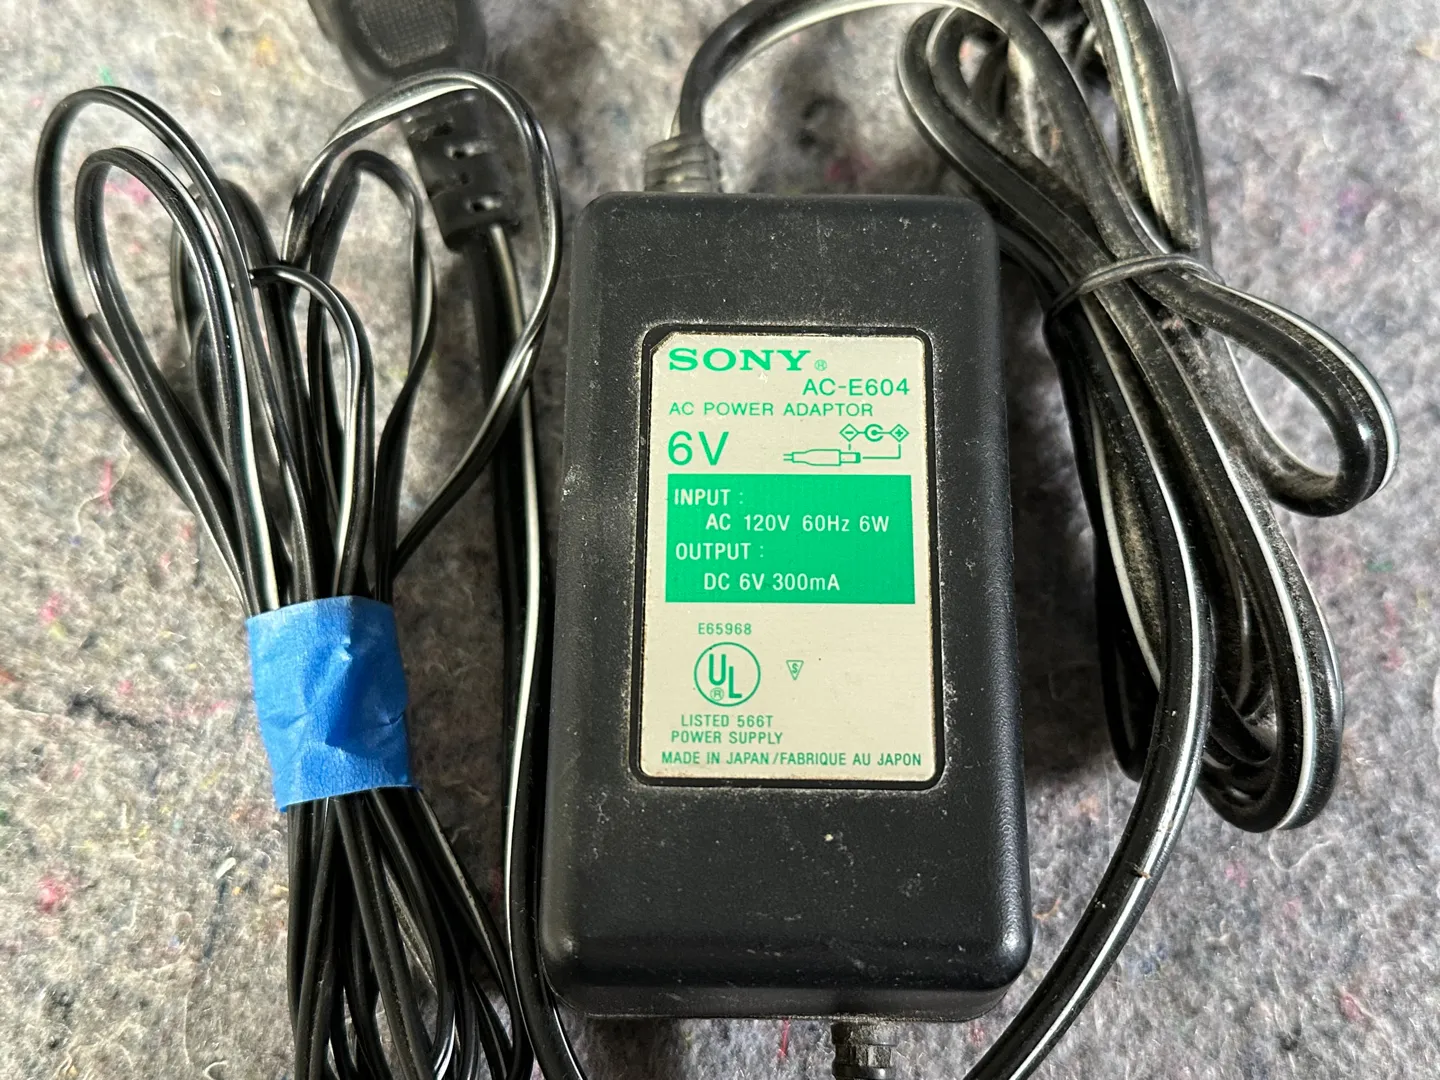 SONY®
AC-E604
AC POWER ADAPTOR
6V
INPUT :
AC 120V 60Hz 6W
OUTPUT :
DC 6V 300mA
E65968
UL® S
LISTED 566T
POWER SUPPLY
MADE IN JAPAN/FABRIQUE AU JAPON